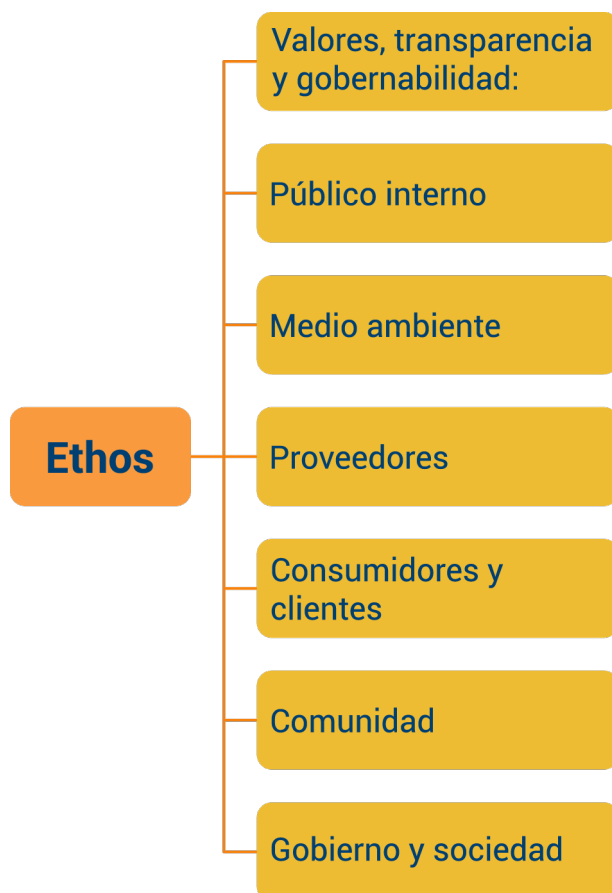 Valores, transparencia
y gobernabilidad:
Público interno
Medio ambiente
Ethos
Proveedores
Consumidores y
clientes
Comunidad
Gobierno y sociedad